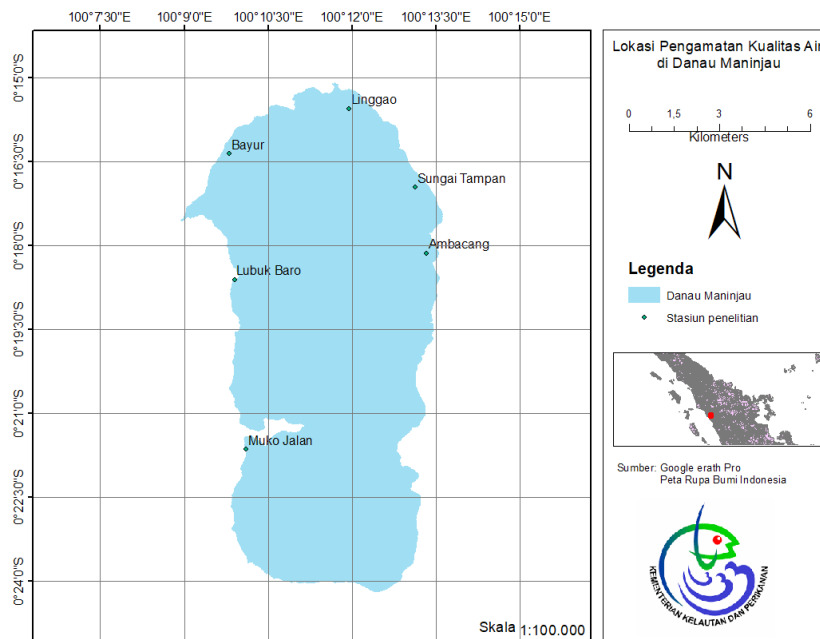 100°7'30"E 100°9'0"E 100°10'30"E 100°12'0"E 100°13'30"E 100°15'0"E
0°15'0"S
0°16'30"S
0°18'0"S
0°19'30"S
0°21'0"S
0°22'30"S
0°24'0"S
Linggao
Bayur
Sungai Tampan
Ambacang
Lubuk Baro
Muko Jalan
Skala 1:100.000
Lokasi Pengamatan Kualitas Air
di Danau Maninjau
0 1,5 3 6
Kilometers
N
Legenda
Danau Maninjau
Stasiun penelitian
Sumber: Google erath Pro
Peta Rupa Bumi Indonesia
KEMENTERIAN KELAUTAN DAN PERIKANAN